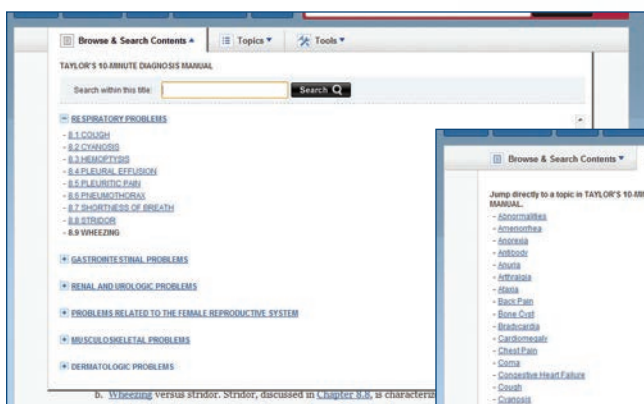 Browse & Search Contents
Topics
Tools
TAYLOR'S 10-MINUTE DIAGNOSIS MANUAL
Search within this title:
Search
RESPIRATORY PROBLEMS
- 8.1 COUGH
- 8.2 CYANOSIS
- 8.3 HEMOPTYSIS
- 8.4 PLEURAL EFFUSION
- 8.5 PLEURITIC PAIN
- 8.6 PNEUMOTHORAX
- 8.7 SHORTNESS OF BREATH
- 8.8 STRIDOR
- 8.9 WHEEZING
GASTROINTESTINAL PROBLEMS
RENAL AND UROLOGIC PROBLEMS
PROBLEMS RELATED TO THE FEMALE REPRODUCTIVE SYSTEM
MUSCULOSKELETAL PROBLEMS
DERMATOLOGIC PROBLEMS
b. Wheezing versus stridor. Stridor, discussed in Chapter 8.8, is characterizin
Browse & Search Contents
Jump directly to a topic in TAYLOR'S 10-MIN
MANUAL.
- Abnormalities
- Amenorrhea
- Anorexia
- Antibody
- Anuria
- Arthralgia
- Ataxia
- Back Pain
- Bone Cyst
- Bradycardia
- Cardiomegaly
- Chest Pain
- Coma
- Congestive Heart Failure
- Cough
- Cyanosis